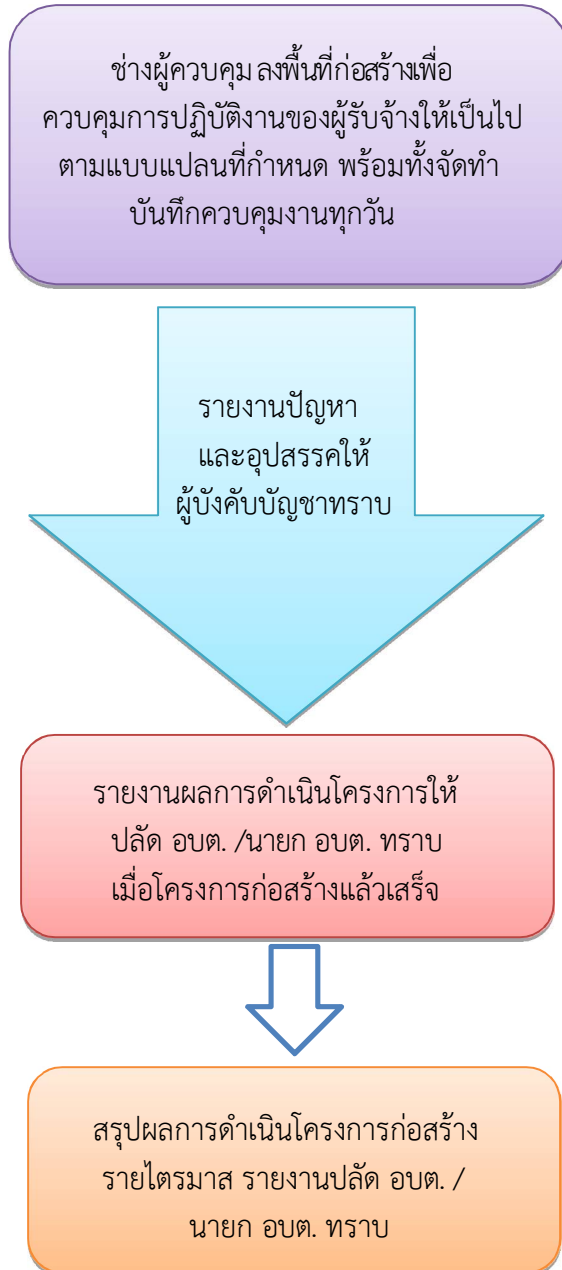 ช่างผู้ควบคุม ลงพื้นที่ก่อสร้างเพื่อ
ควบคุมการปฏิบัติงานของผู้รับจ้างให้เป็นไป
ตามแบบแปลนที่กำหนด พร้อมทั้งจัดทำ
บันทึกควบคุมงานทุกวัน
รายงานปัญหา
และอุปสรรคให้
ผู้บังคับบัญชาทราบ
รายงานผลการดำเนินโครงการให้
ปลัด อบต. /นายก อบต. ทราบ
เมื่อโครงการก่อสร้างแล้วเสร็จ
สรุปผลการดำเนินโครงการก่อสร้าง
รายไตรมาส รายงานปลัด อบต. /
นายก อบต. ทราบ